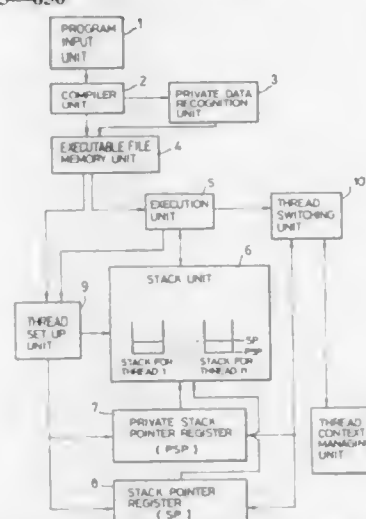 1
PROGRAM
INPUT
UNIT
2
COMPILER
UNIT
3
PRIVATE DATA
RECOGNITION
UNIT
4
EXECUTABLE FILE
MEMORY UNIT
5
EXECUTION
UNIT
10
THREAD
SWITCHING
UNIT
6
STACK UNIT
SP
PSP
STACK FOR
THREAD 1
STACK FOR
THREAD n
9
THREAD
SET UP
UNIT
7
PRIVATE STACK
POINTER REGISTER
( PSP )
THREAD
CONTEXT
MANAGING
UNIT
8
STACK POINTER
REGISTER
( SP )